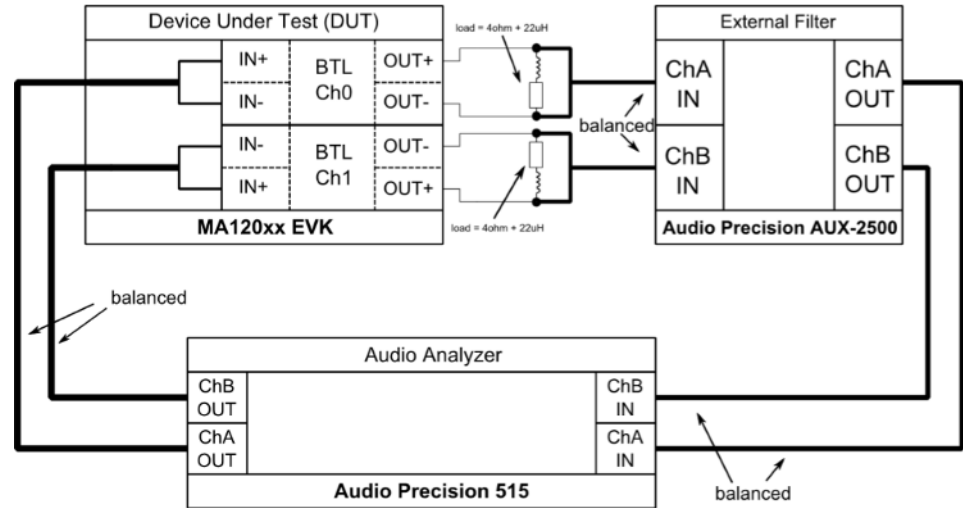 Device Under Test (DUT)
IN+
IN-
BTL
Ch0
OUT+
OUT-
IN-
IN+
BTL
Ch1
OUT-
OUT+
MA120xx EVK
load = 4ohm + 22uH
load = 4ohm + 22uH
balanced
External Filter
ChA
IN
ChA
OUT
ChB
IN
ChB
OUT
Audio Precision AUX-2500
balanced
Audio Analyzer
ChB
OUT
ChA
OUT
ChB
IN
ChA
IN
Audio Precision 515
balanced